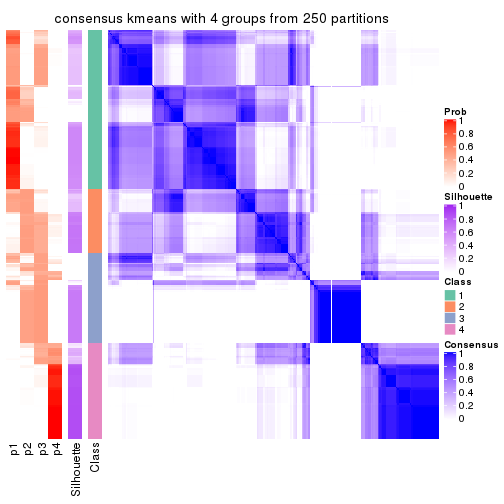 consensus kmeans with 4 groups from 250 partitions
Prob
1
0.8
0.6
0.4
0.2
0
Silhouette
1
0.8
0.6
0.4
0.2
0
Class
1
2
3
4
Consensus
1
0.8
0.6
0.4
0.2
0
p1
p2
p3
p4
Silhouette
Class